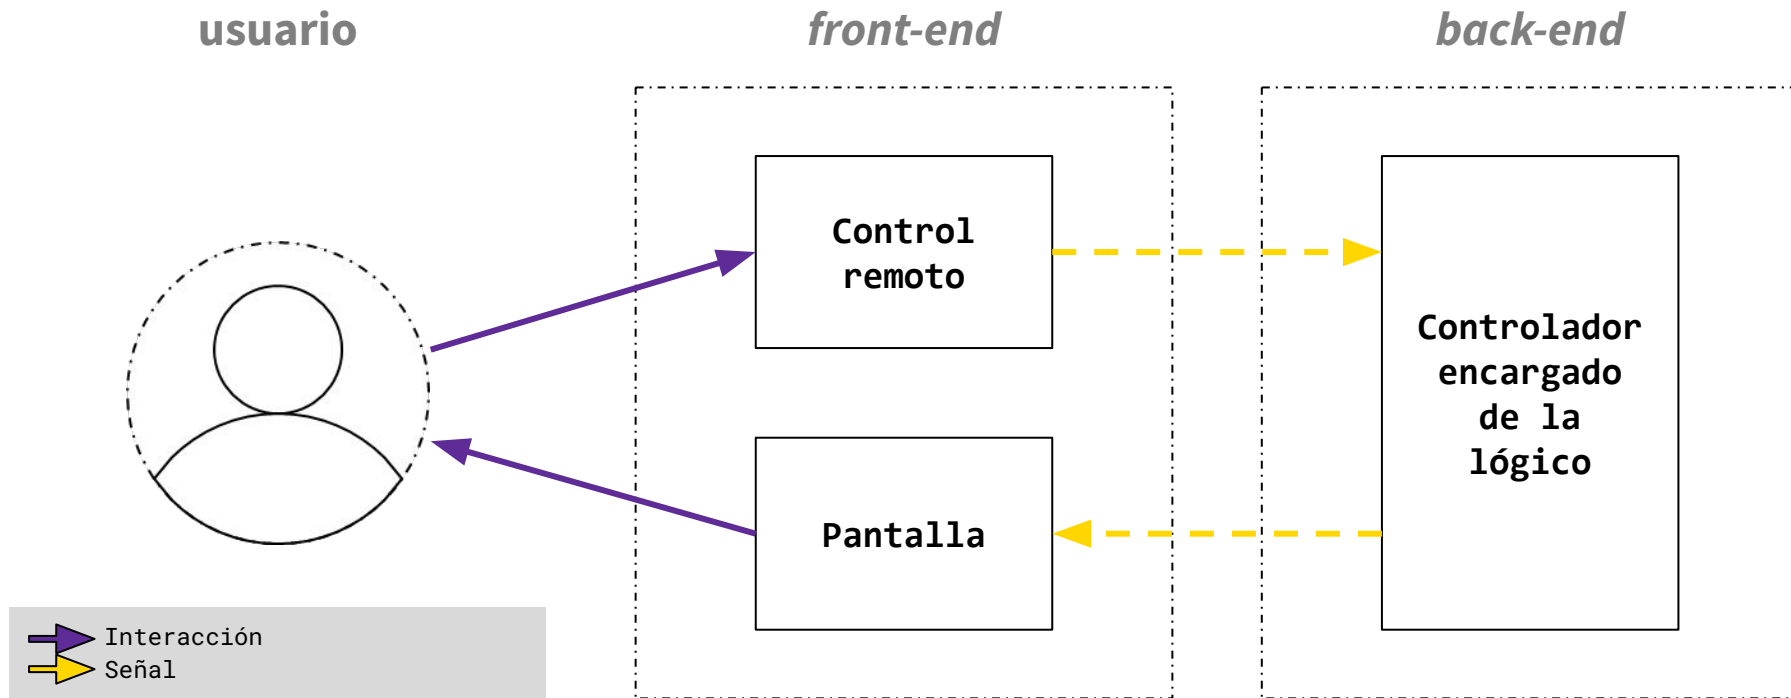 usuario
front-end
back-end
Control
remoto
Controlador
encargado
de la
lógico
Pantalla
Interacción
Señal